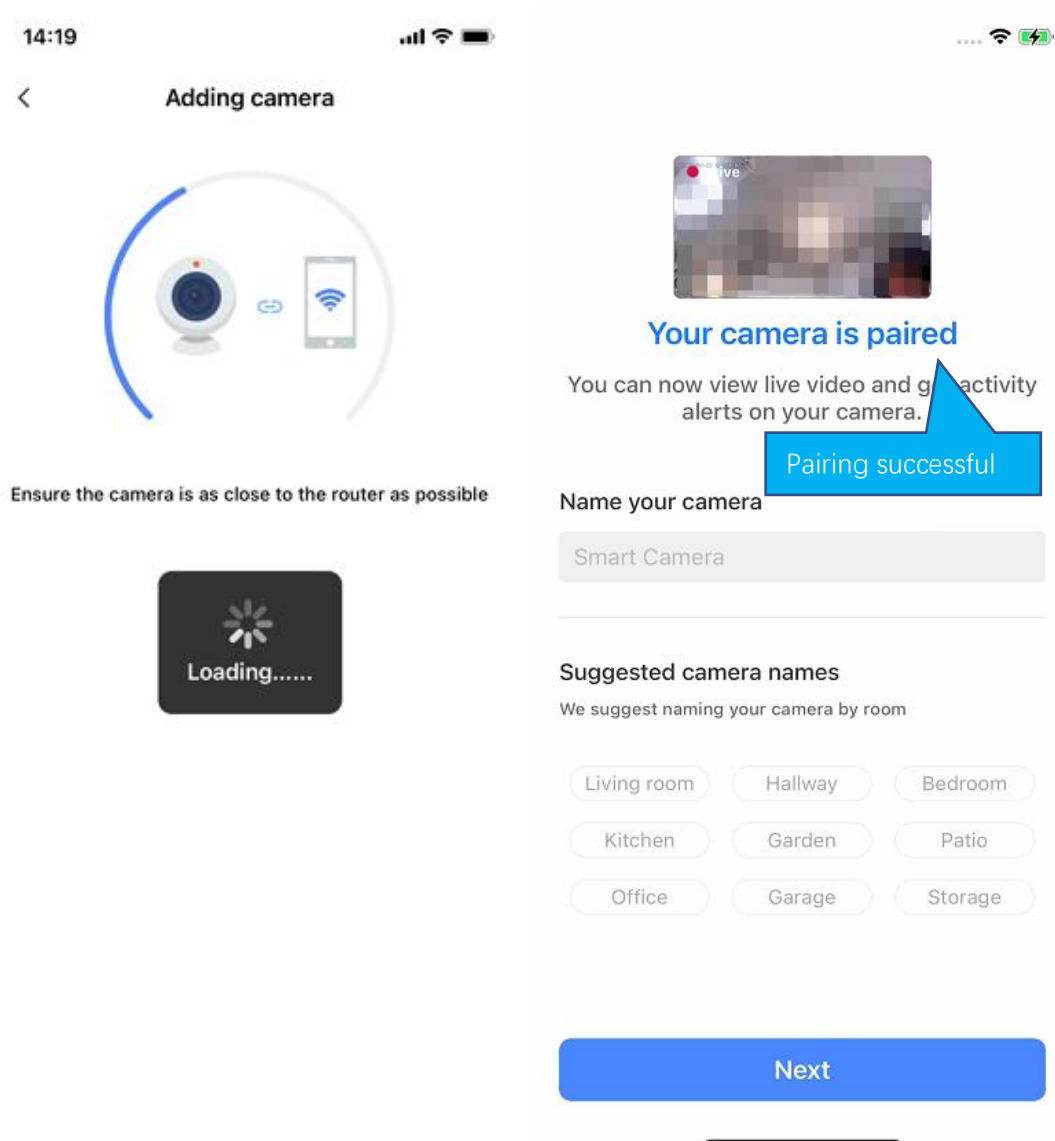 14:19
Adding camera
Ensure the camera is as close to the router as possible
Loading......
Your camera is paired
You can now view live video and activity
alerts on your camera.
Pairing successful
Name your camera
Smart Camera
Suggested camera names
We suggest naming your camera by room
Living room Hallway Bedroom
Kitchen Garden Patio
Office Garage Storage
Next